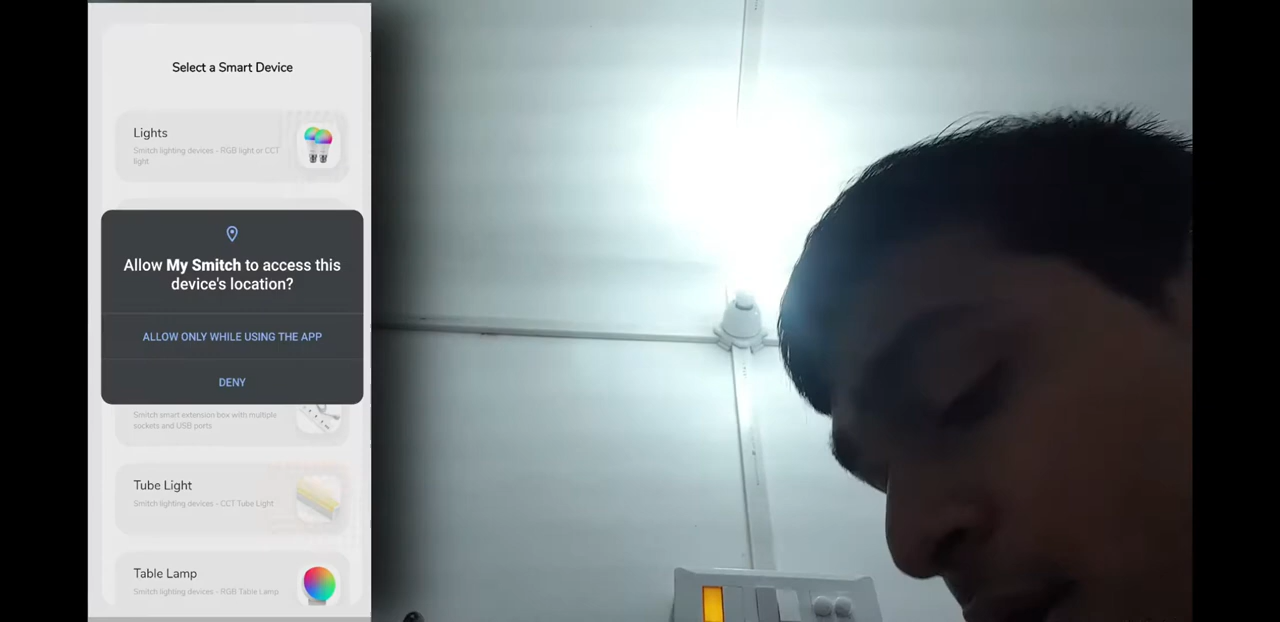 Select a Smart Device
Lights
Smitch lighting devices - RGB light or CCT
light
Allow My Smitch to access this
device's location?
ALLOW ONLY WHILE USING THE APP
DENY
Smitch smart extension box with multiple
sockets and USB ports
Tube Light
Smitch lighting devices - CCT Tube Light
Table Lamp
Smitch lighting devices - RGB Table Lamp